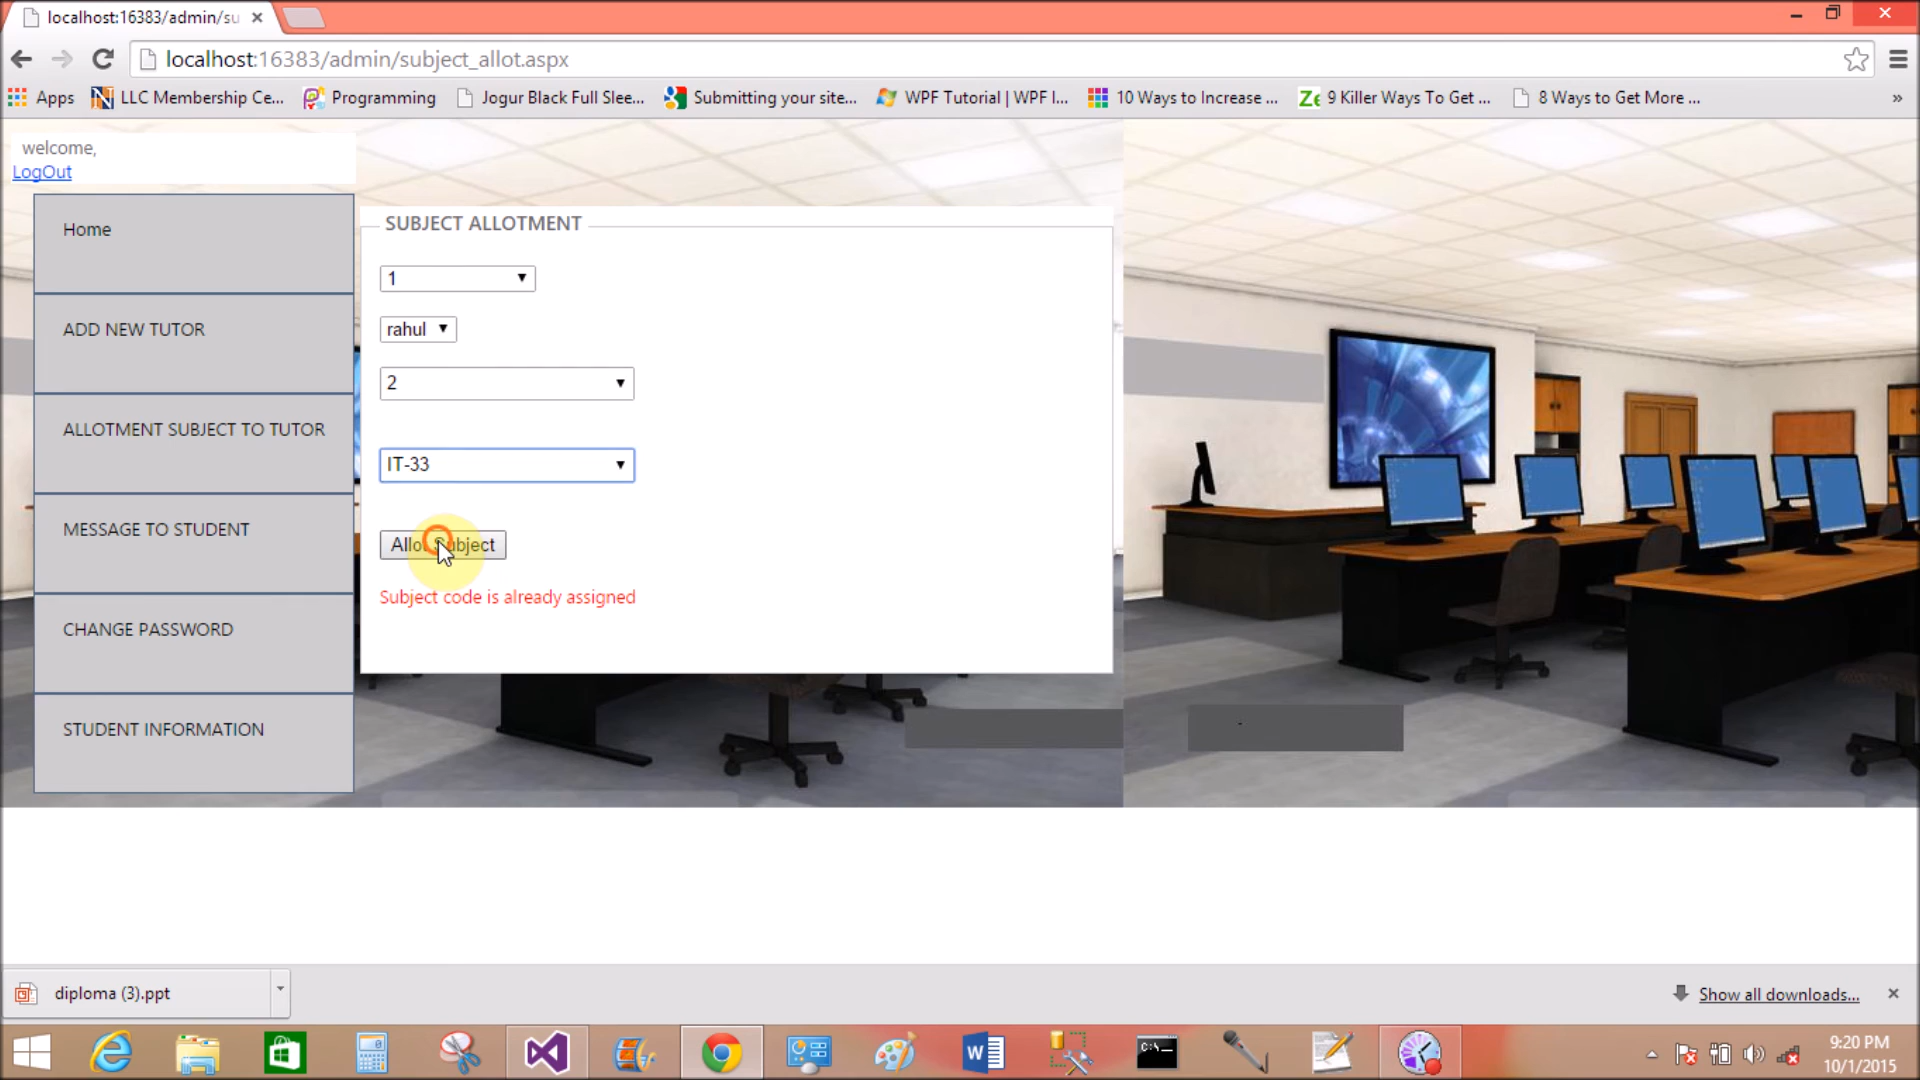 localhost:16383/admin/su
localhost:16383/admin/subject_allot.aspx
Apps LLC Membership Ce... Programming Jogur Black Full Slee... Submitting your site... WPF Tutorial | WPF I... 10 Ways to Increase ... 9 Killer Ways To Get ... 8 Ways to Get More ... »
welcome,
LogOut
Home
ADD NEW TUTOR
ALLOTMENT SUBJECT TO TUTOR
MESSAGE TO STUDENT
CHANGE PASSWORD
STUDENT INFORMATION
SUBJECT ALLOTMENT
1
rahul
2
IT-33
Allot Subject
Subject code is already assigned
diploma (3).ppt
Show all downloads...
9:20 PM
10/1/2015